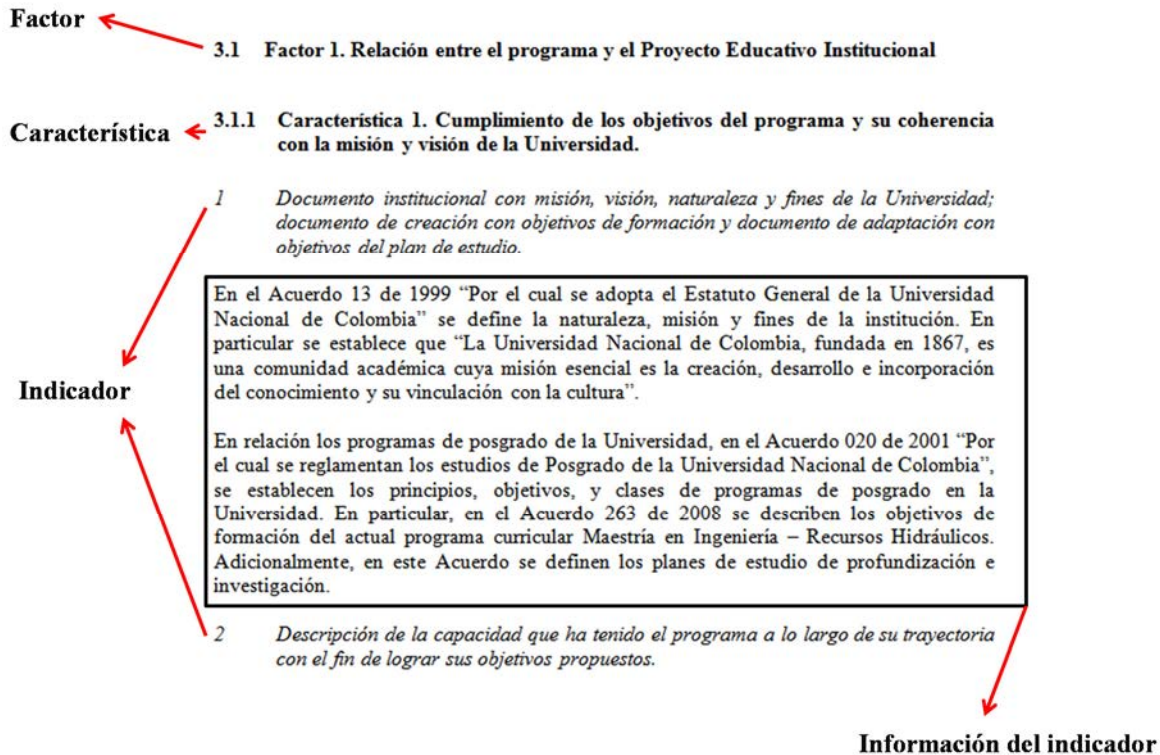 Factor
3.1 Factor 1. Relación entre el programa y el Proyecto Educativo Institucional
Característica
3.1.1 Característica 1. Cumplimiento de los objetivos del programa y su coherencia
con la misión y visión de la Universidad.
1 Documento institucional con misión, visión, naturaleza y fines de la Universidad;
documento de creación con objetivos de formación y documento de adaptación con
objetivos del plan de estudio.
En el Acuerdo 13 de 1999 “Por el cual se adopta el Estatuto General de la Universidad
Nacional de Colombia” se define la naturaleza, misión y fines de la institución. En
particular se establece que “La Universidad Nacional de Colombia, fundada en 1867, es
una comunidad académica cuya misión esencial es la creación, desarrollo e incorporación
del conocimiento y su vinculación con la cultura”.
Indicador
En relación los programas de posgrado de la Universidad, en el Acuerdo 020 de 2001 “Por
el cual se reglamentan los estudios de Posgrado de la Universidad Nacional de Colombia”,
se establecen los principios, objetivos, y clases de programas de posgrado en la
Universidad. En particular, en el Acuerdo 263 de 2008 se describen los objetivos de
formación del actual programa curricular Maestría en Ingeniería – Recursos Hidráulicos.
Adicionalmente, en este Acuerdo se definen los planes de estudio de profundización e
investigación.
2 Descripción de la capacidad que ha tenido el programa a lo largo de su trayectoria
con el fin de lograr sus objetivos propuestos.
Información del indicador